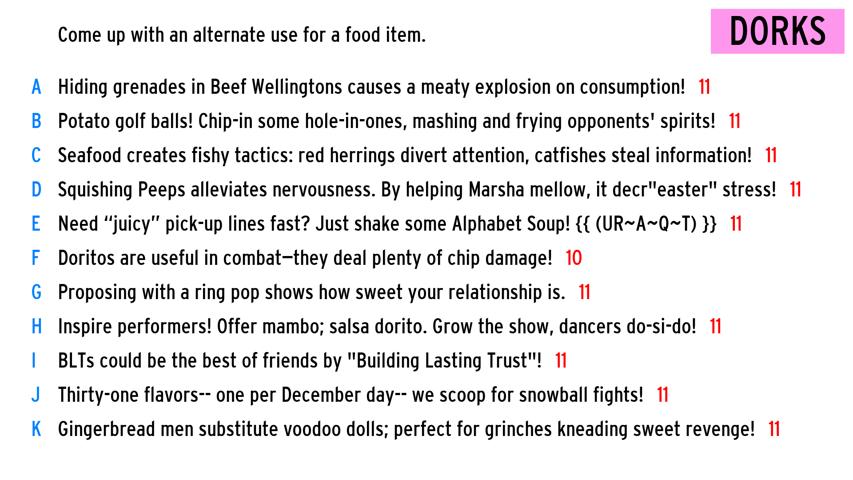 Come up with an alternate use for a food item.
DORKS
A Hiding grenades in Beef Wellingtons causes a meaty explosion on consumption! 11
B Potato golf balls! Chip-in some hole-in-ones, mashing and frying opponents' spirits! 11
C Seafood creates fishy tactics: red herrings divert attention, catfishes steal information! 11
D Squishing Peeps alleviates nervousness. By helping Marsha mellow, it decr"easter" stress! 11
E Need “juicy” pick-up lines fast? Just shake some Alphabet Soup! {{ (UR~A~Q~T) }} 11
F Doritos are useful in combat—they deal plenty of chip damage! 10
G Proposing with a ring pop shows how sweet your relationship is. 11
H Inspire performers! Offer mambo; salsa dorito. Grow the show, dancers do-si-do! 11
I BLTs could be the best of friends by "Building Lasting Trust"! 11
J Thirty-one flavors-- one per December day-- we scoop for snowball fights! 11
K Gingerbread men substitute voodoo dolls; perfect for grinches kneading sweet revenge! 11